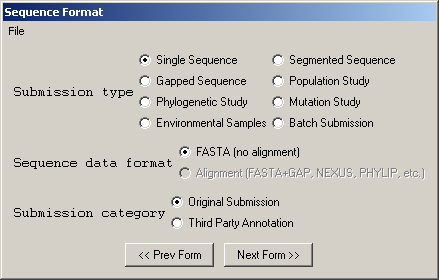 Sequence Format
File
Single Sequence Segmented Sequence
Gapped Sequence Population Study
Submission type
Phylogenetic Study Mutation Study
Environmental Samples Batch Submission
FASTA (no alignment)
Sequence data format
Alignment (FASTA+GAP, NEXUS, PHYLIP, etc.)
Original Submission
Submission category
Third Party Annotation
<< Prev Form Next Form >>